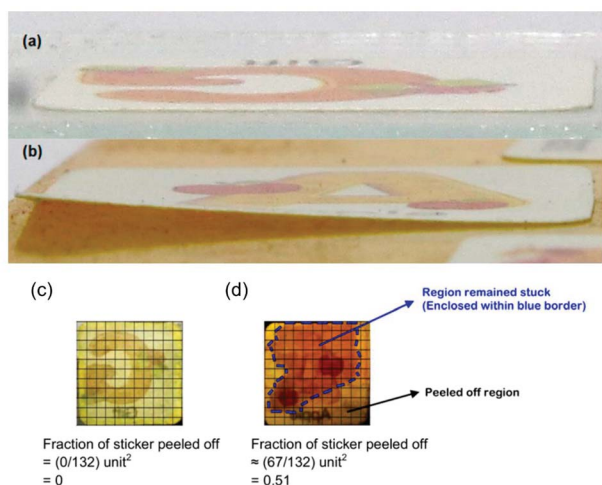 (a)
(b)
(c)
(d)
Region remained stuck
(Enclosed within blue border)
Peeled off region
Apple
Fraction of sticker peeled off
= (0/132) unit²
= 0
Fraction of sticker peeled off
≈ (67/132) unit²
= 0.51